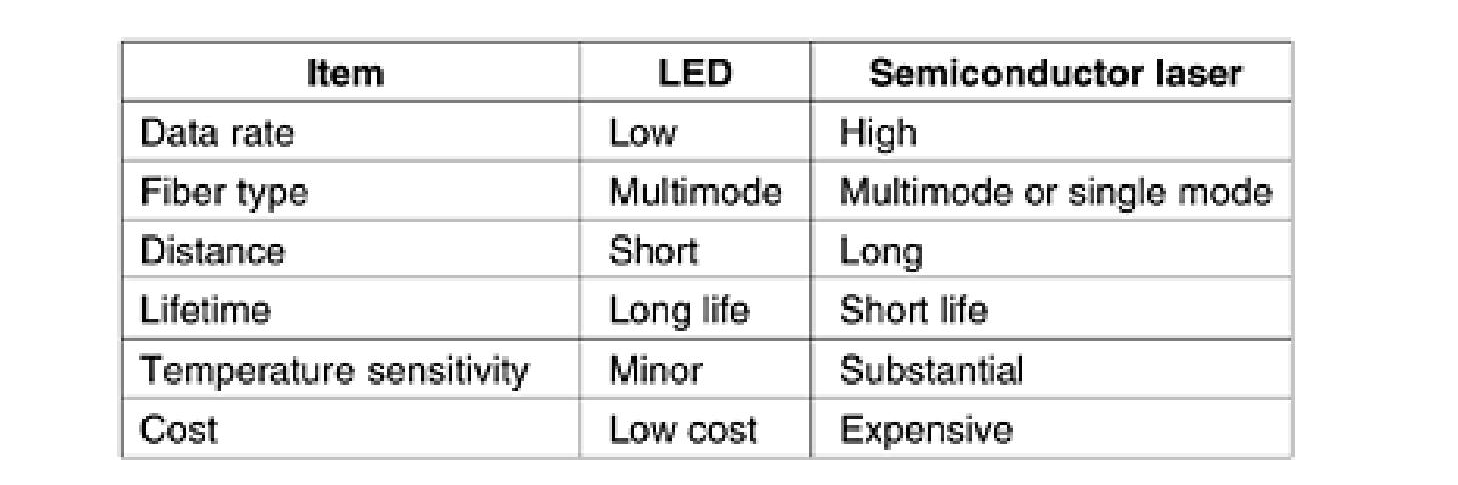 Item LED Semiconductor laser
Data rate Low High
Fiber type Multimode Multimode or single mode
Distance Short Long
Lifetime Long life Short life
Temperature sensitivity Minor Substantial
Cost Low cost Expensive